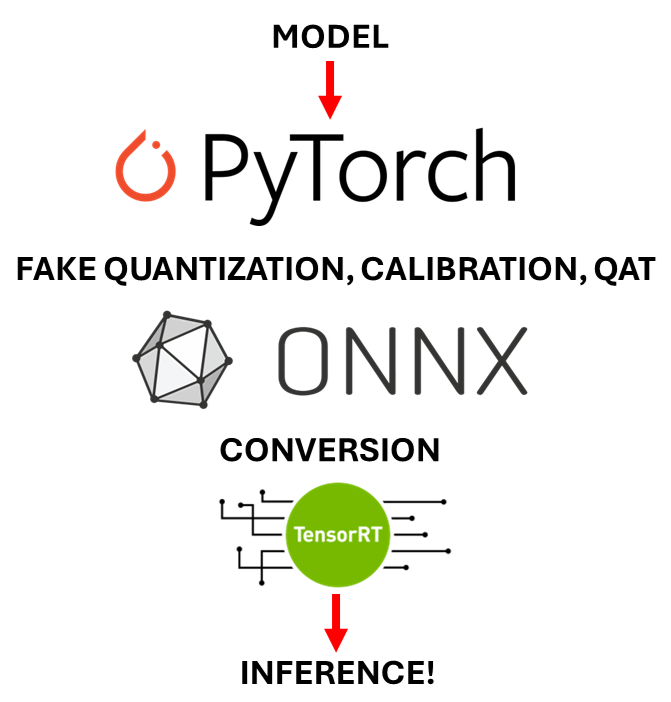 MODEL
PyTorch
FAKE QUANTIZATION, CALIBRATION, QAT
ONNX
CONVERSION
TensorRT
INFERENCE!